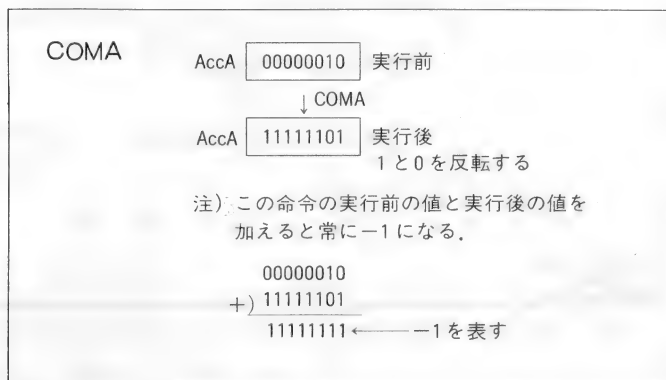 COMA
AccA 00000010 実行前
↓COMA
AccA 11111101 実行後
1と0を反転する
注) この命令の実行前の値と実行後の値を
加えると常に−1になる.
00000010
+) 11111101
11111111 ← −1を表す